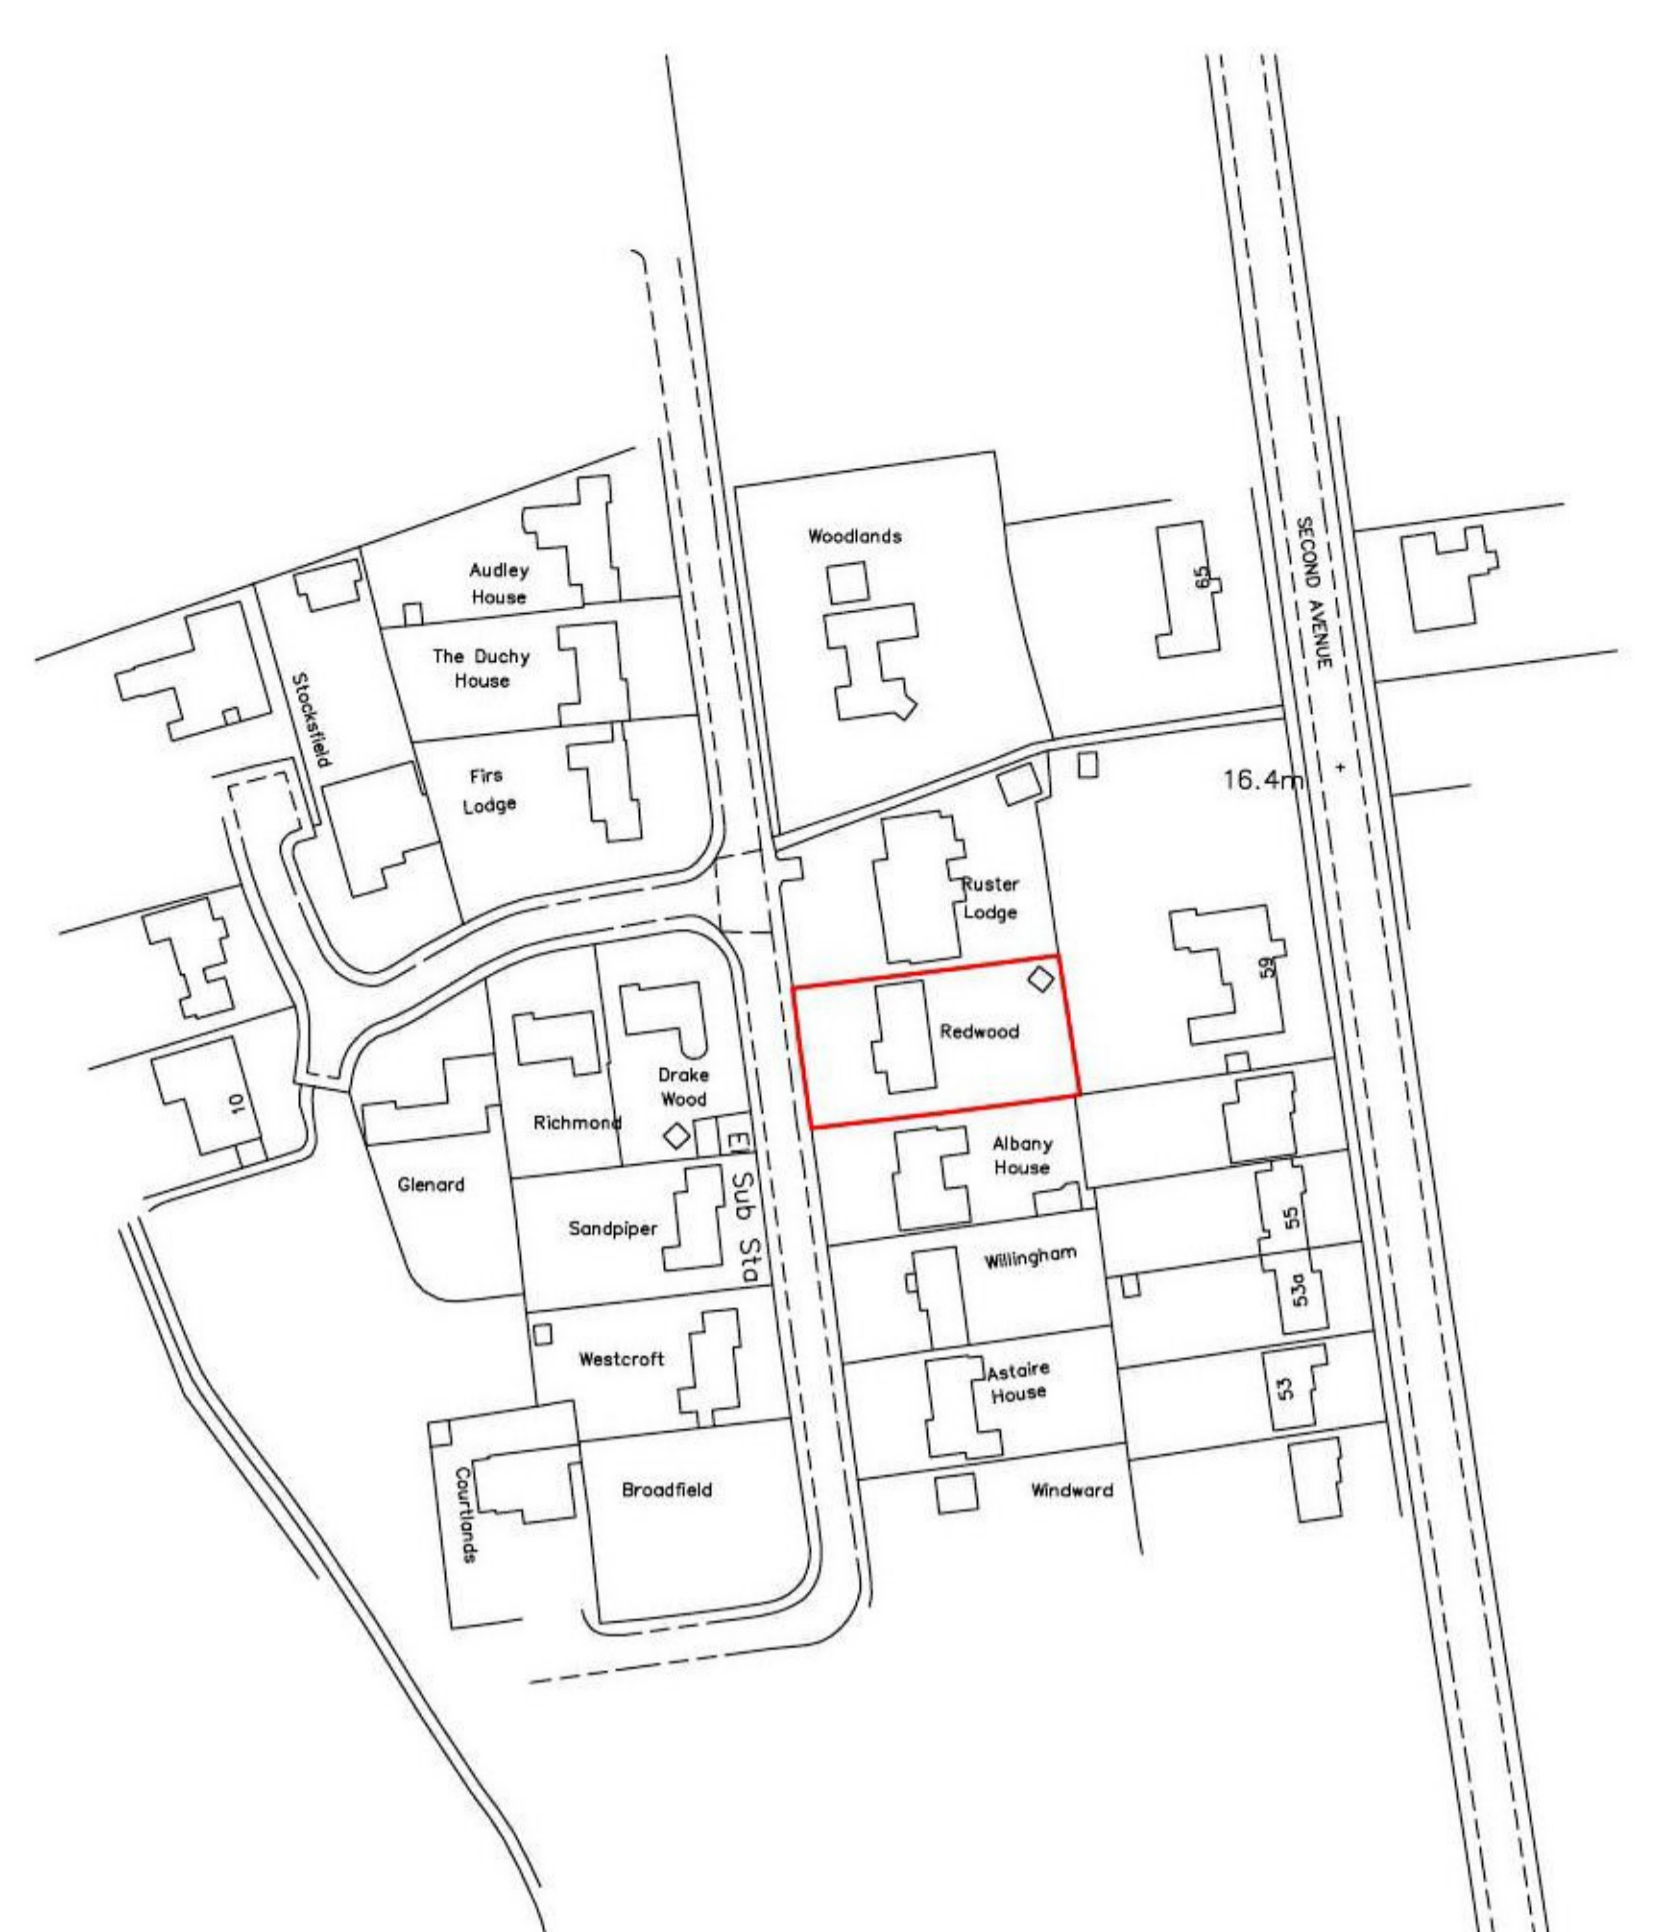 SECOND AVENUE
Woodlands
65
Audley
House
The Duchy
House
Stocksfield
Firs
Lodge
16.4m
Ruster
Lodge
59
Redwood
Drake
Wood
10
Richmond
El Sub Sta
Albany
House
Glenard
Sandpiper
55
Willingham
53a
Westcroft
Astaire
House
53
Courtlands
Broadfield
Windward